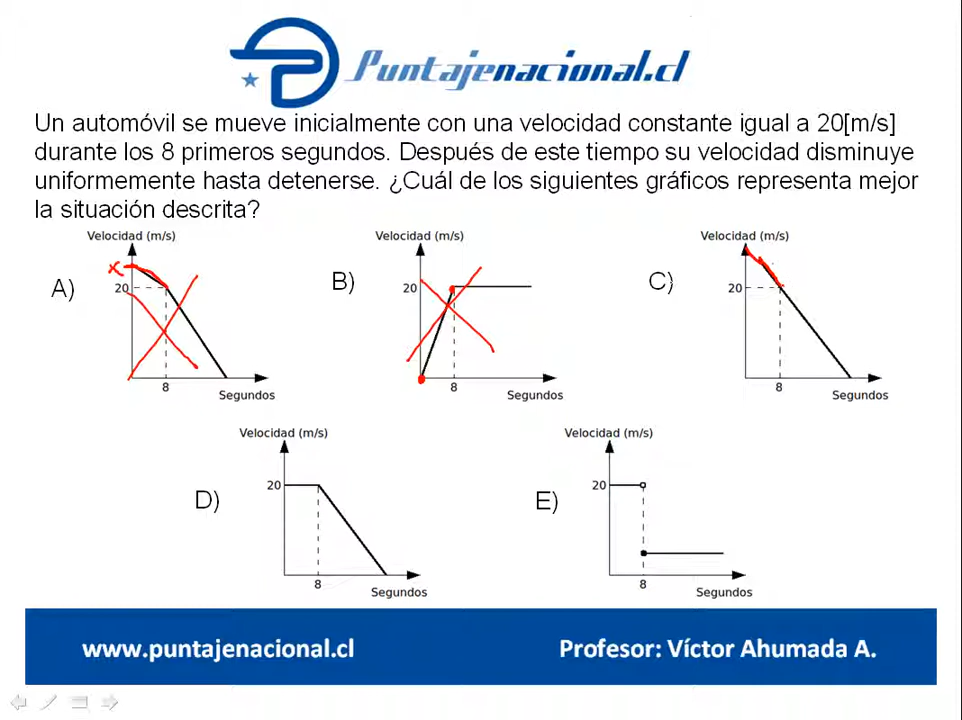 Puntajenacional.cl
Un automóvil se mueve inicialmente con una velocidad constante igual a 20[m/s]
durante los 8 primeros segundos. Después de este tiempo su velocidad disminuye
uniformemente hasta detenerse. ¿Cuál de los siguientes gráficos representa mejor
la situación descrita?
A)
Velocidad (m/s)
20
8
Segundos
B)
Velocidad (m/s)
20
8
Segundos
C)
Velocidad (m/s)
20
8
Segundos
D)
Velocidad (m/s)
20
8
Segundos
E)
Velocidad (m/s)
20
8
Segundos
www.puntajenacional.cl
Profesor: Víctor Ahumada A.